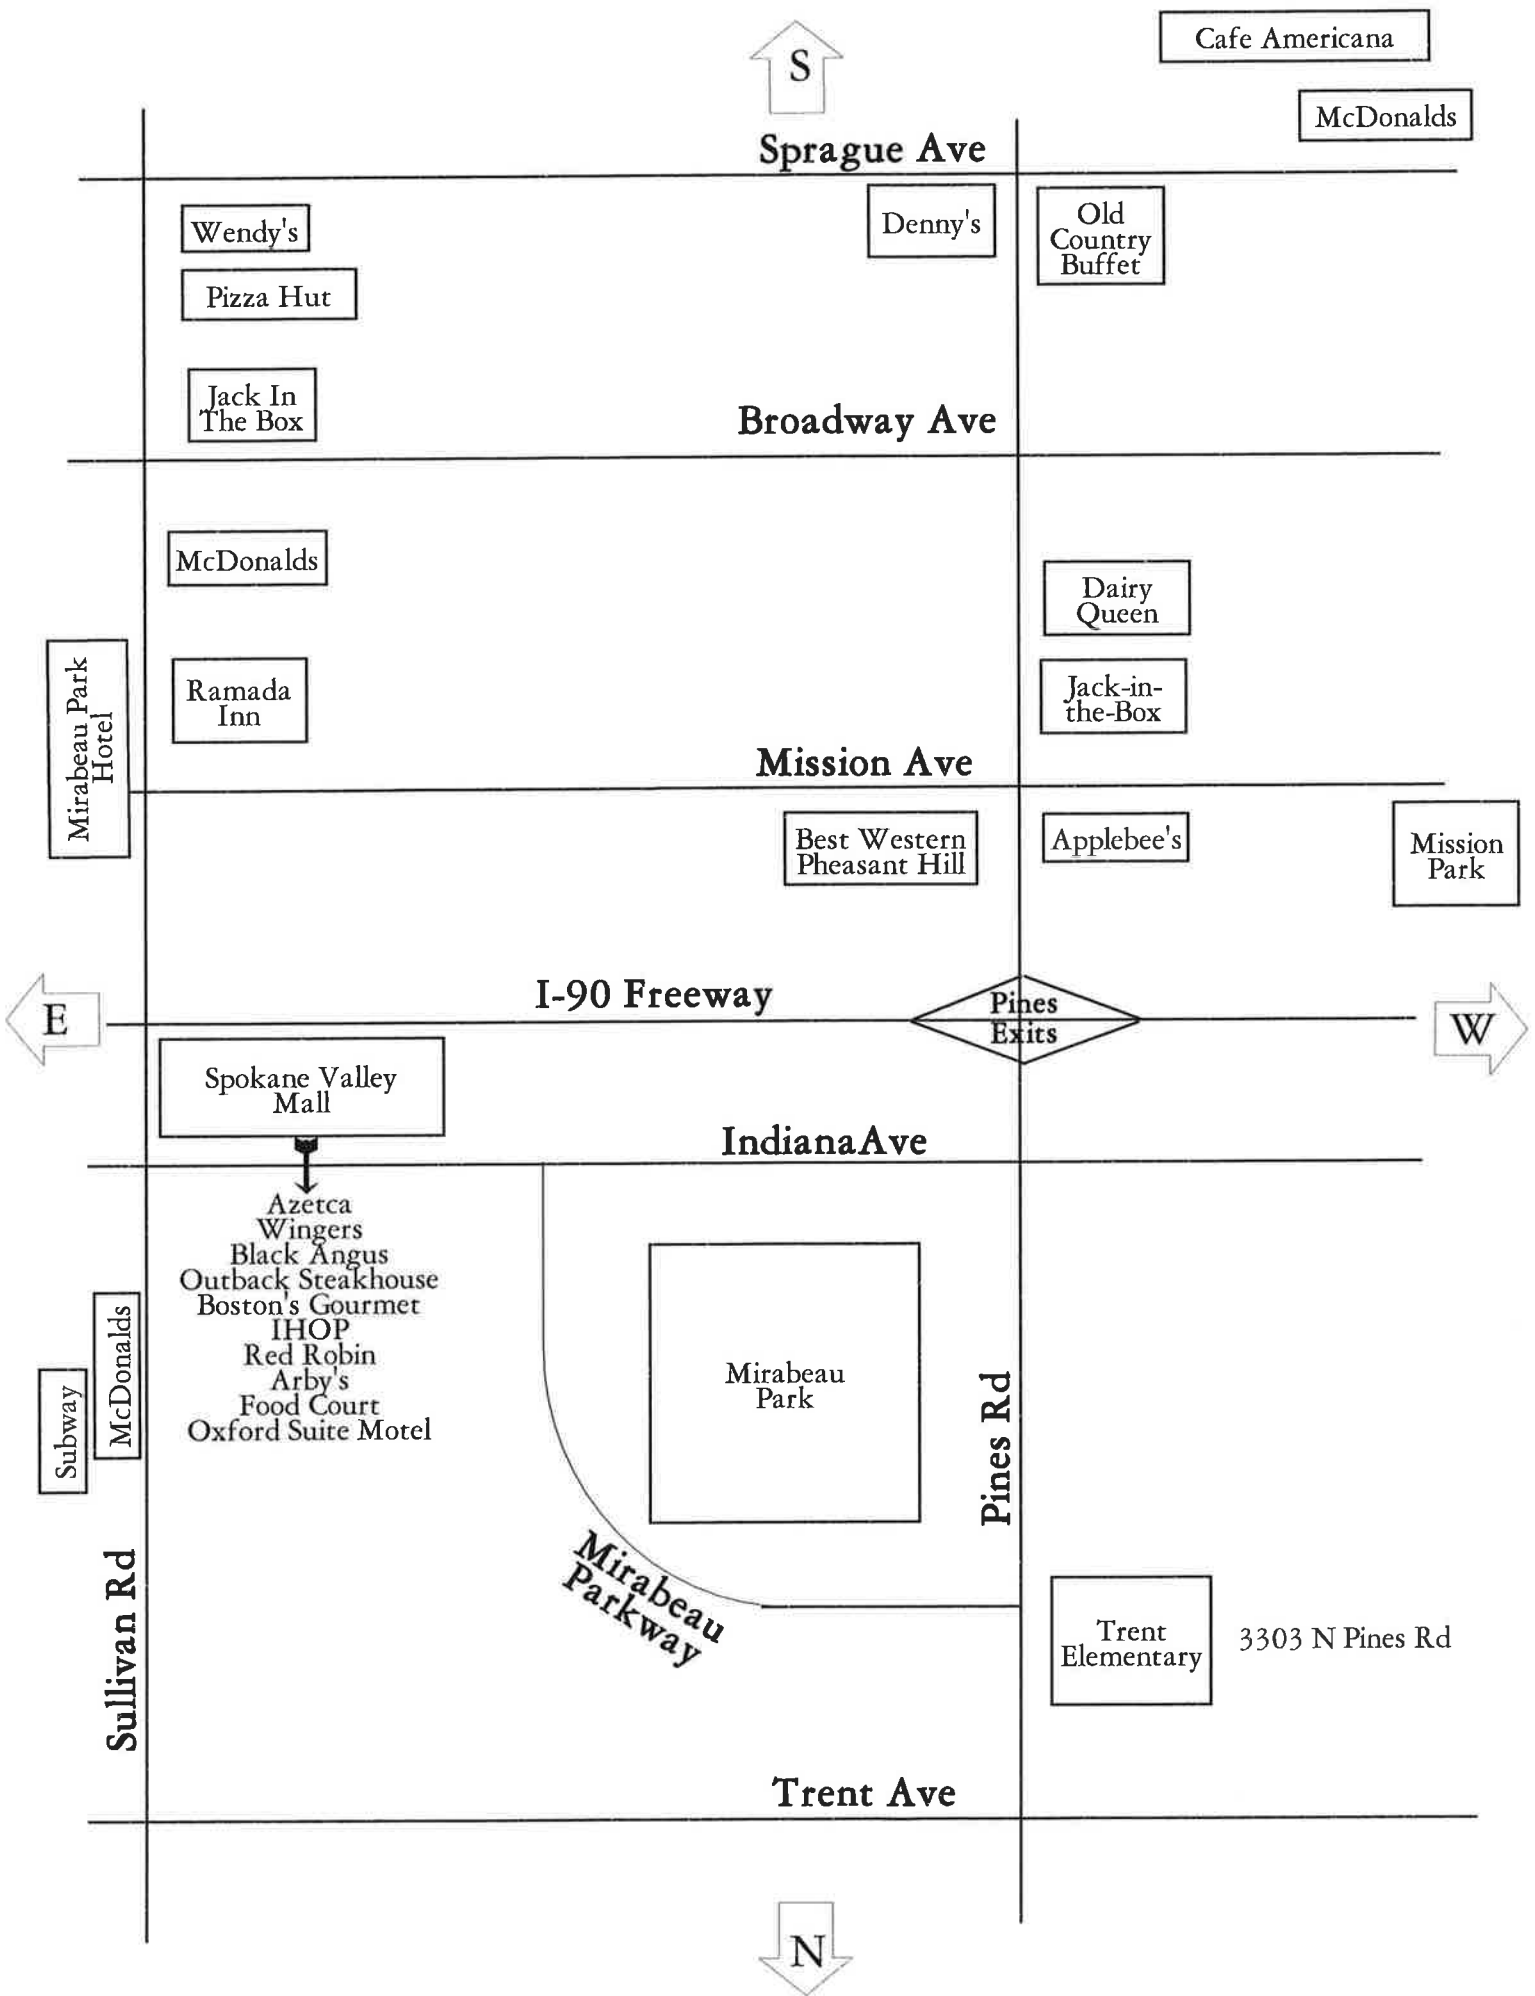 Cafe Americana
S
McDonalds
Sprague Ave
Wendy's
Denny's
Old
Country
Buffet
Pizza Hut
Jack In
The Box
Broadway Ave
McDonalds
Dairy
Queen
Mirabeau Park
Hotel
Ramada
Inn
Jack-in-
the-Box
Mission Ave
Best Western
Pheasant Hill
Applebee's
Mission
Park
E
I-90 Freeway
Pines
Exits
W
Spokane Valley
Mall
IndianaAve
Azetca
Wingers
Black Angus
Outback Steakhouse
Boston's Gourmet
IHOP
Red Robin
Arby's
Food Court
Oxford Suite Motel
McDonalds
Subway
Mirabeau
Park
Pines Rd
Mirabeau
Parkway
Sullivan Rd
Trent
Elementary
3303 N Pines Rd
Trent Ave
N